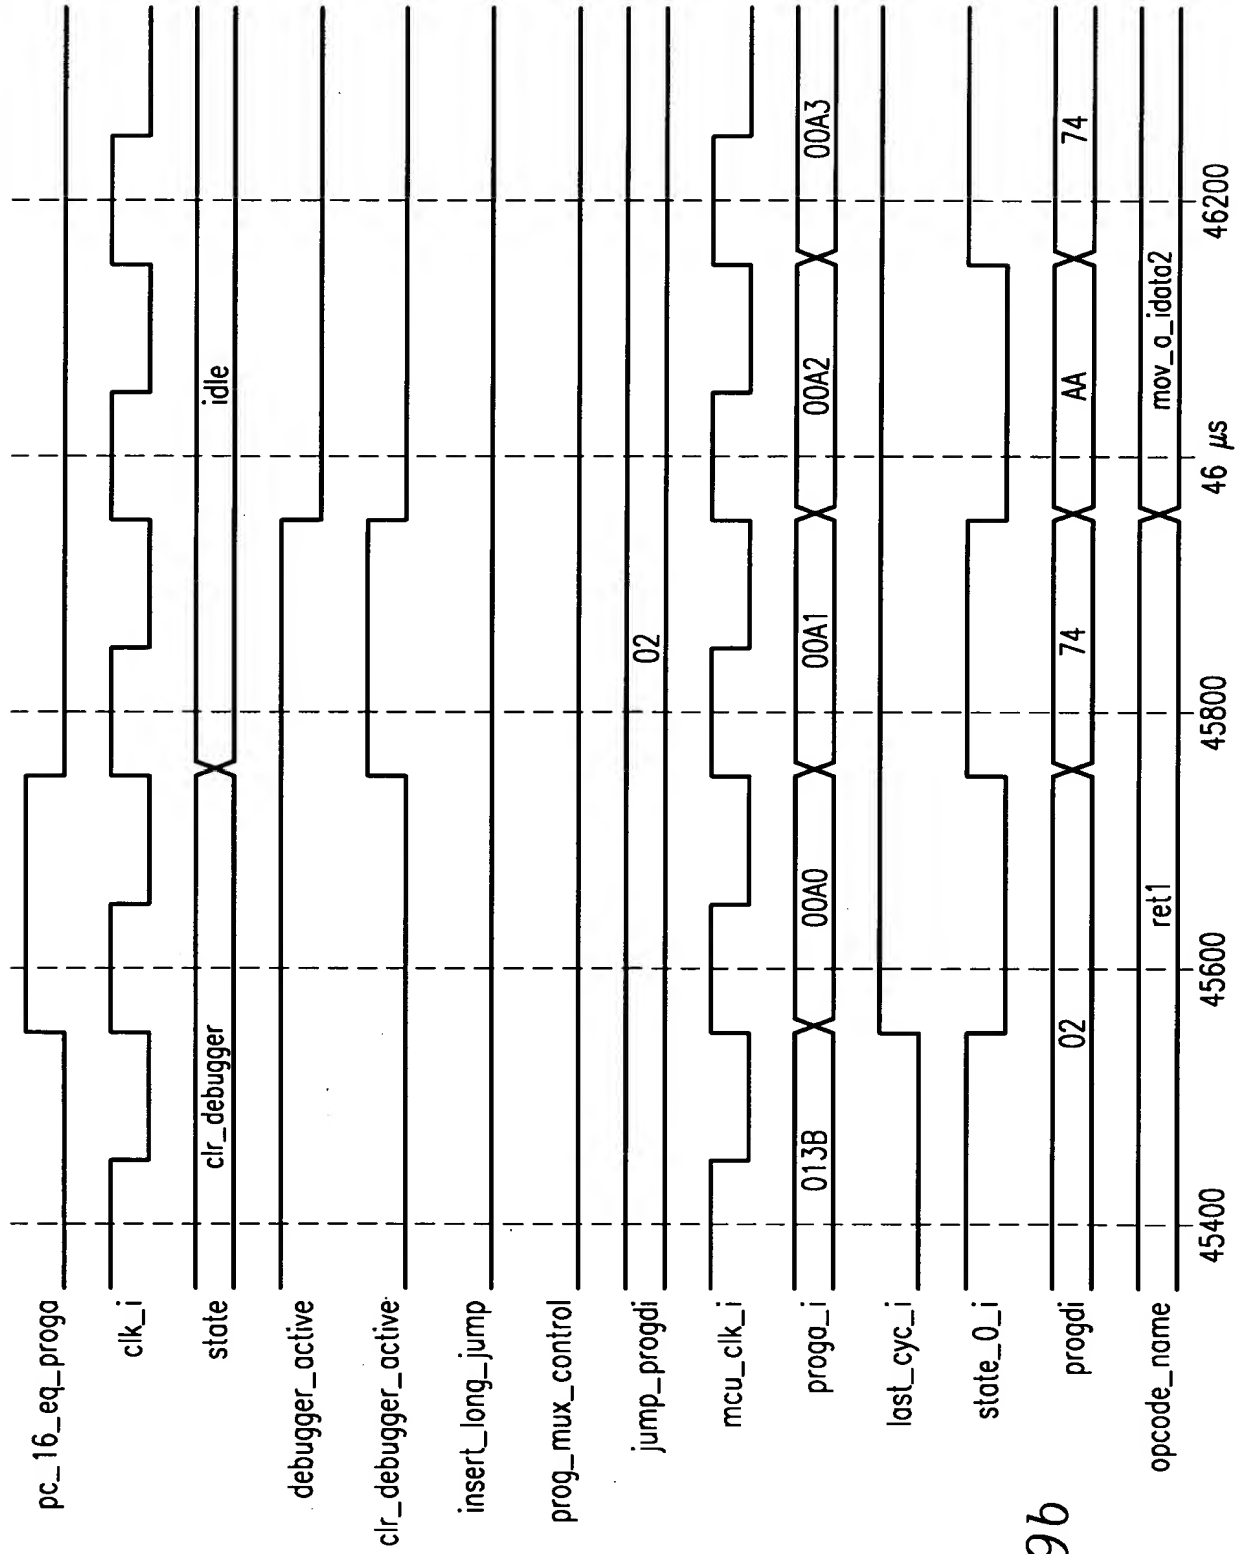 pc_16_eq_proga
clk_i
state clr_debugger idle
debugger_active
clr_debugger_active
insert_long_jump
prog_mux_control
jump_progdi 02
mcu_clk_i
proga_i 013B 00A0 00A1 00A2 00A3
last_cyc_i
state_0_i
progdi 02 74 AA 74
opcode_name ret1 mov_a_idata2
45400 45600 45800 46 µs 46200
9b